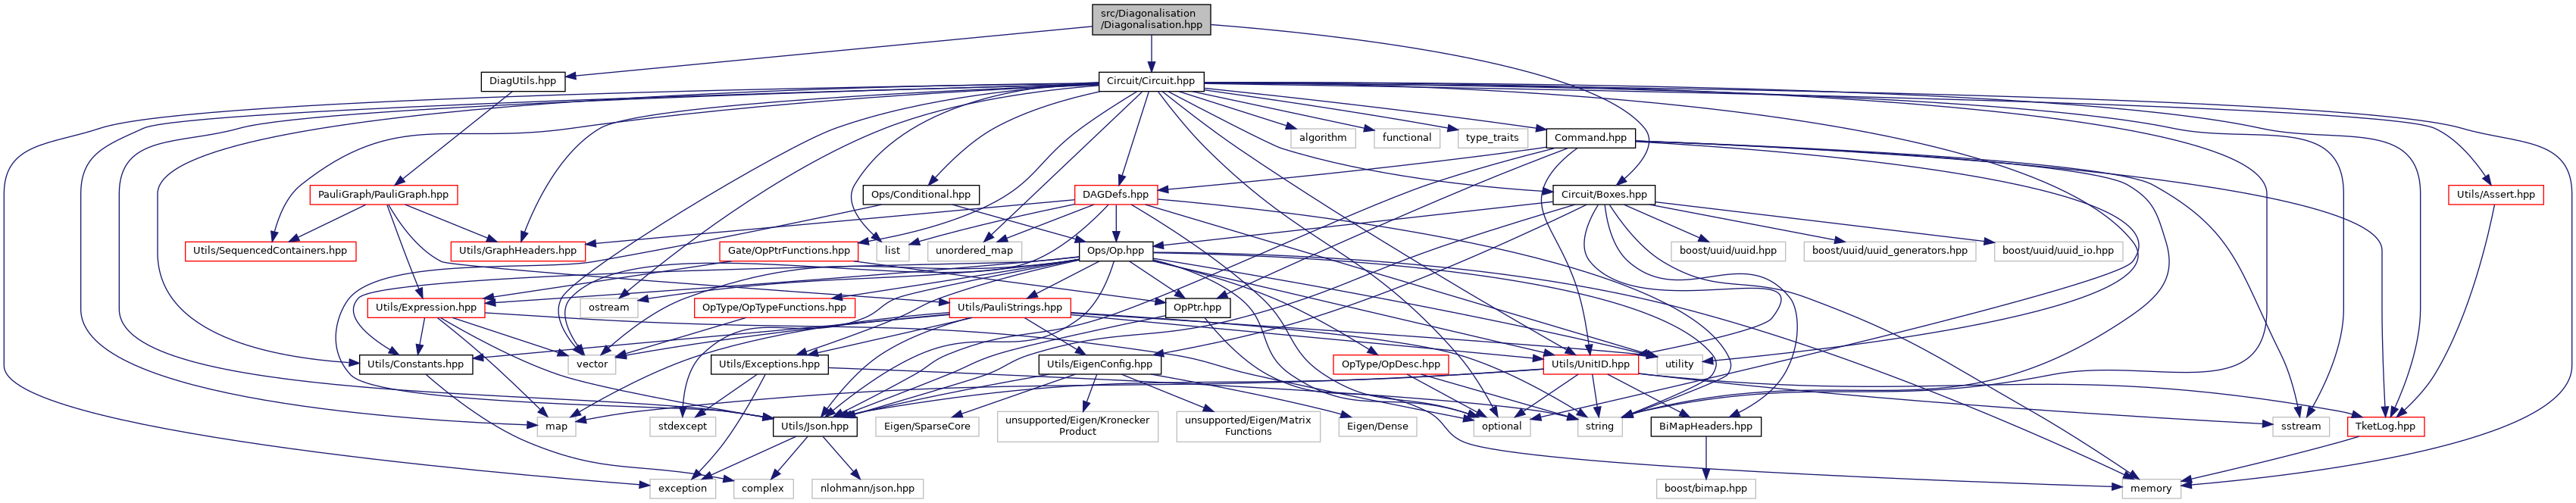 src/Diagonalisation
/Diagonalisation.hpp
DiagUtils.hpp
Circuit/Circuit.hpp
algorithm
functional
type_traits
Command.hpp
PauliGraph/PauliGraph.hpp
Ops/Conditional.hpp
DAGDefs.hpp
Circuit/Boxes.hpp
Utils/Assert.hpp
Utils/SequencedContainers.hpp
Utils/GraphHeaders.hpp
Gate/OpPtrFunctions.hpp
list
unordered_map
Ops/Op.hpp
boost/uuid/uuid.hpp
boost/uuid/uuid_generators.hpp
boost/uuid/uuid_io.hpp
Utils/Expression.hpp
ostream
OpType/OpTypeFunctions.hpp
Utils/PauliStrings.hpp
OpPtr.hpp
Utils/Constants.hpp
vector
Utils/Exceptions.hpp
Utils/EigenConfig.hpp
OpType/OpDesc.hpp
Utils/UnitID.hpp
utility
map
stdexcept
Utils/Json.hpp
Eigen/SparseCore
unsupported/Eigen/Kronecker
Product
unsupported/Eigen/Matrix
Functions
Eigen/Dense
optional
string
BiMapHeaders.hpp
sstream
TketLog.hpp
exception
complex
nlohmann/json.hpp
boost/bimap.hpp
memory